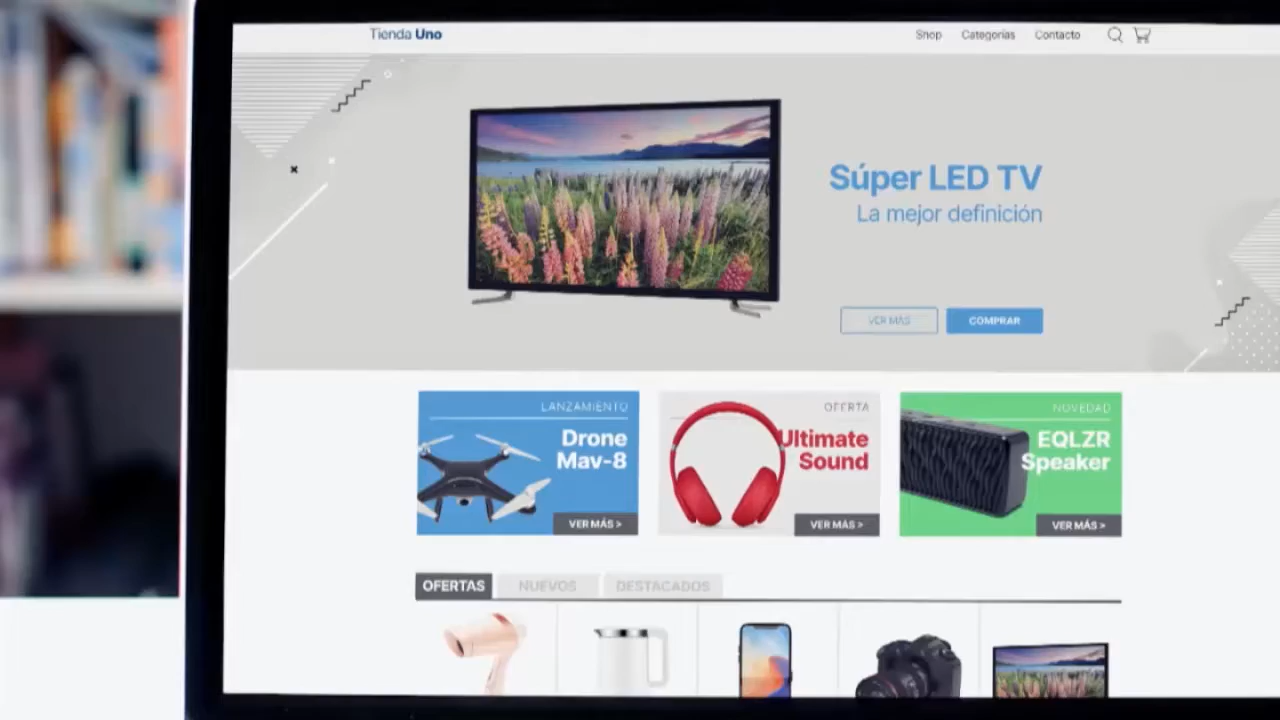 Tienda Uno
Shop Categorías Contacto
Súper LED TV
La mejor definición
VER MÁS COMPRAR
LANZAMIENTO
Drone
Mav-8
VER MÁS >
OFERTA
Ultimate
Sound
VER MÁS >
NOVEDAD
EQLZR
Speaker
VER MÁS >
OFERTAS NUEVOS DESTACADOS